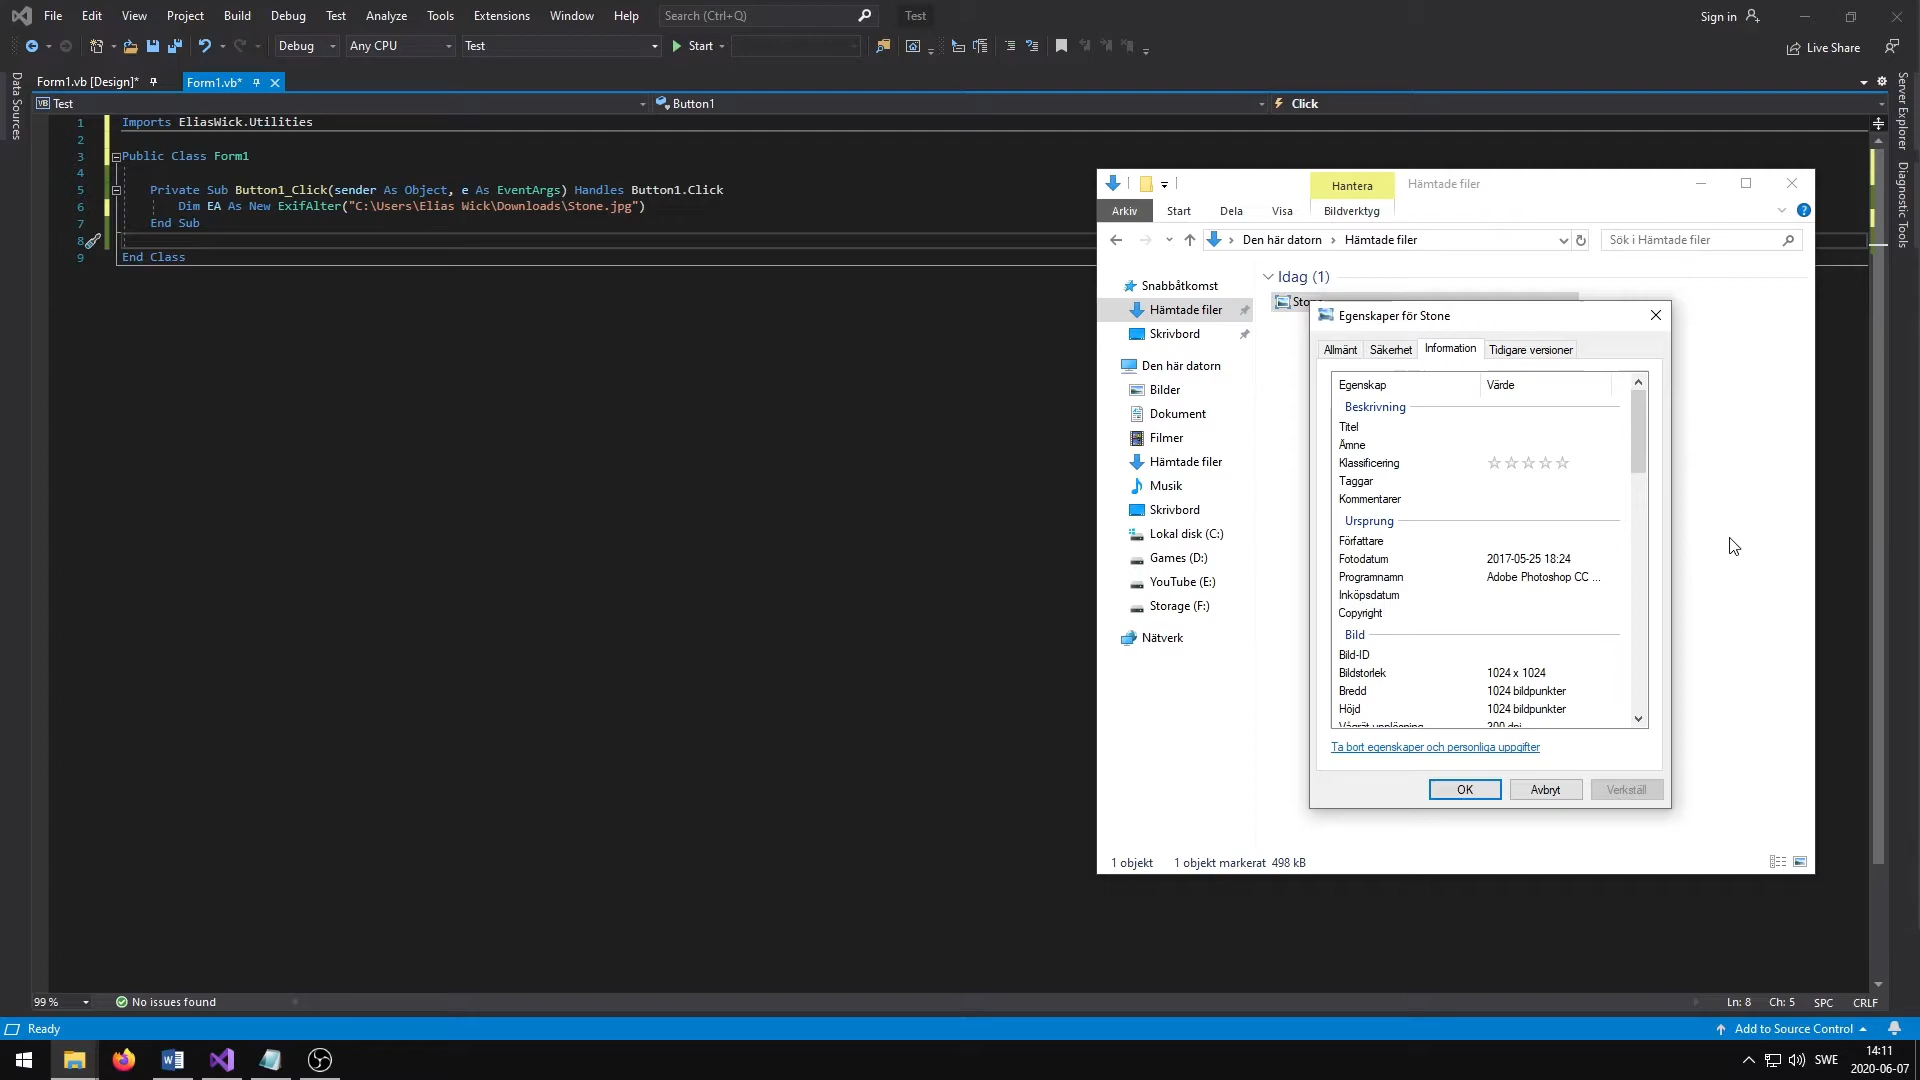 File Edit View Project Build Debug Test Analyze Tools Extensions Window Help Search (Ctrl+Q) Test Sign in
Debug Any CPU Test Start Live Share
Form1.vb [Design]* Form1.vb*
Test Button1 Click
Data Sources
Server Explorer
Diagnostic Tools
1 Imports EliasWick.Utilities
2
3 Public Class Form1
4
5 Private Sub Button1_Click(sender As Object, e As EventArgs) Handles Button1.Click
6 Dim EA As New ExifAlter("C:\Users\Elias Wick\Downloads\Stone.jpg")
7 End Sub
8
9 End Class
Hantera Hämtade filer
Arkiv Start Dela Visa Bildverktyg
Den här datorn Hämtade filer Sök i Hämtade filer
Snabbåtkomst
Hämtade filer
Skrivbord
Den här datorn
Bilder
Dokument
Filmer
Hämtade filer
Musik
Skrivbord
Lokal disk (C:)
Games (D:)
YouTube (E:)
Storage (F:)
Nätverk
Idag (1)
Egenskaper för Stone
Allmänt Säkerhet Information Tidigare versioner
Egenskap Värde
Beskrivning
Titel
Ämne
Klassificering
Taggar
Kommentarer
Ursprung
Författare
Fotodatum 2017-05-25 18:24
Programnamn Adobe Photoshop CC ...
Inköpsdatum
Copyright
Bild
Bild-ID
Bildstorlek 1024 x 1024
Bredd 1024 bildpunkter
Höjd 1024 bildpunkter
Vågrät upplösning 300 dpi
Ta bort egenskaper och personliga uppgifter
OK Avbryt Verkställ
1 objekt 1 objekt markerat 498 kB
99 % No issues found Ln: 8 Ch: 5 SPC CRLF
Ready Add to Source Control
SWE 14:11
2020-06-07